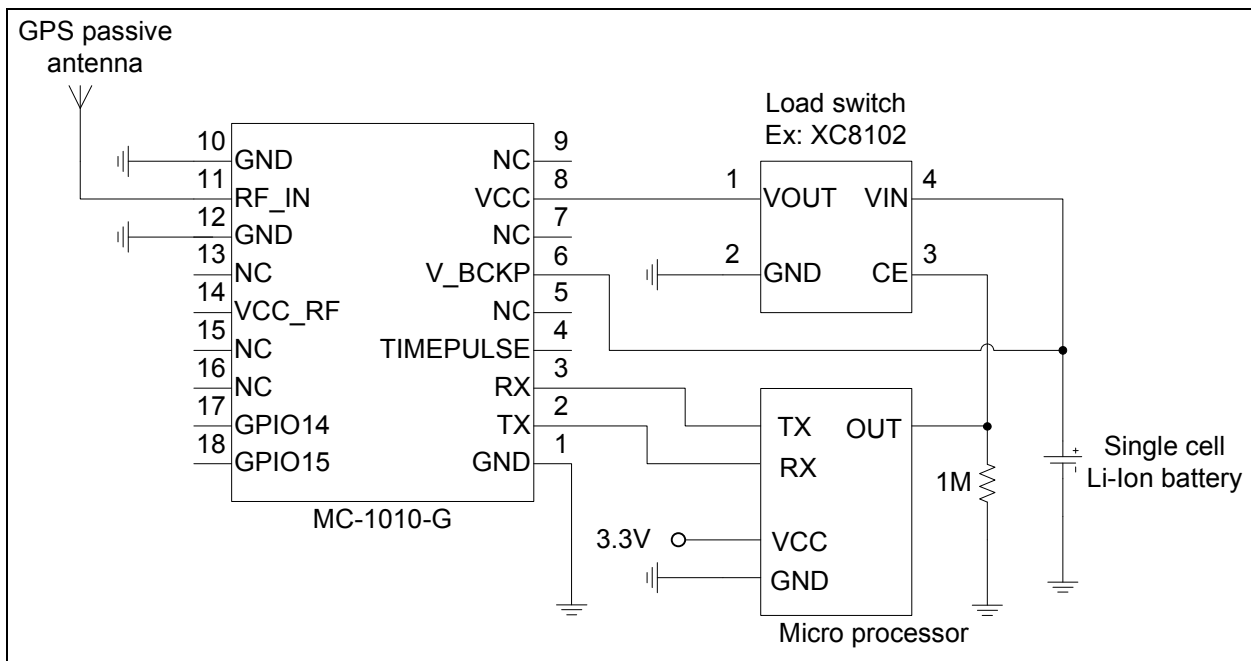 GPS passive
antenna
Load switch
Ex: XC8102
10
GND
11
RF_IN
12
GND
13
NC
14
VCC_RF
15
NC
16
NC
17
GPIO14
18
GPIO15
9
NC
8
VCC
7
NC
6
V_BCKP
5
NC
4
TIMEPULSE
3
RX
2
TX
1
GND
MC-1010-G
1
VOUT
VIN
4
2
GND
CE
3
TX
OUT
RX
3.3V
VCC
GND
Micro processor
1M
+
-
Single cell
Li-Ion battery